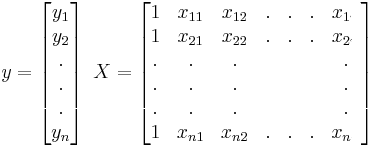 y₁ 1 x₁₁ x₁₂ . . . x₁
y₂ 1 x₂₁ x₂₂ . . . x₂
. . . . .
y = . X = . . . .
. . . . .
yₙ 1 xₙ₁ xₙ₂ . . . xₙ